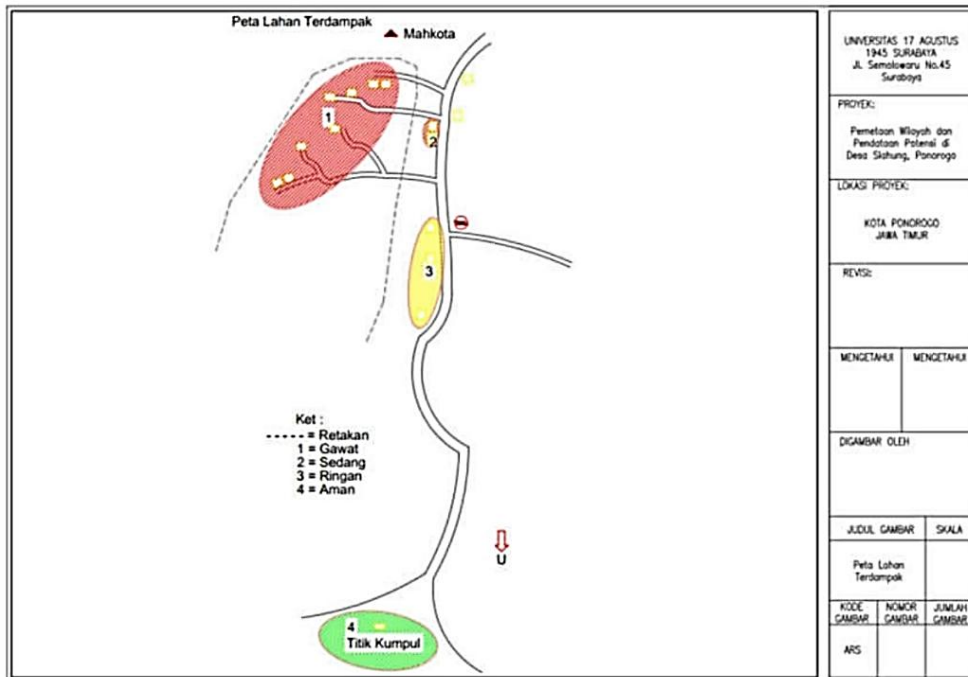 Peta Lahan Terdampak
Mahkota
1
2
3
Ket :
------ = Retakan
1 = Gawat
2 = Sedang
3 = Ringan
4 = Aman
U
4
Titik Kumpul
UNIVERSITAS 17 AGUSTUS
1945 SURABAYA
JL. Semolowaru No.45
Surabaya
PROYEK:
Pemetaan Wilayah dan
Pendataan Potensi di
Desa Slahung, Ponorogo
LOKASI PROYEK:
KOTA PONOROGO
JAWA TIMUR
REVISI:
MENGETAHUI MENGETAHUI
DIGAMBAR OLEH
JUDUL GAMBAR SKALA
Peta Lahan
Terdampak
KODE GAMBAR NOMOR GAMBAR JUMLAH GAMBAR
ARS